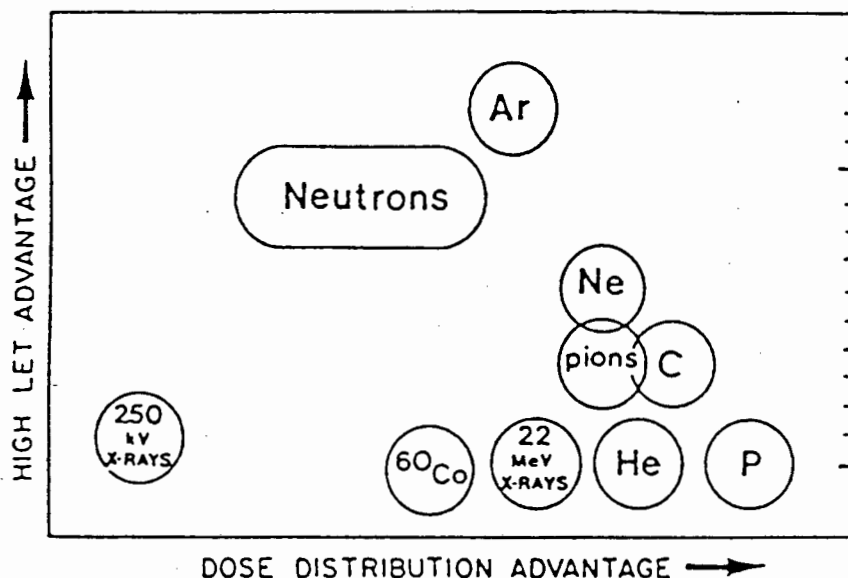 HIGH LET ADVANTAGE
Ar
Neutrons
Ne
pions
C
250
kV
X-RAYS
60Co
22
MeV
X-RAYS
He
P
DOSE DISTRIBUTION ADVANTAGE